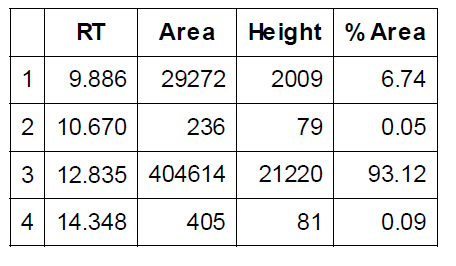 RT Area Height % Area
1 9.886 29272 2009 6.74
2 10.670 236 79 0.05
3 12.835 404614 21220 93.12
4 14.348 405 81 0.09